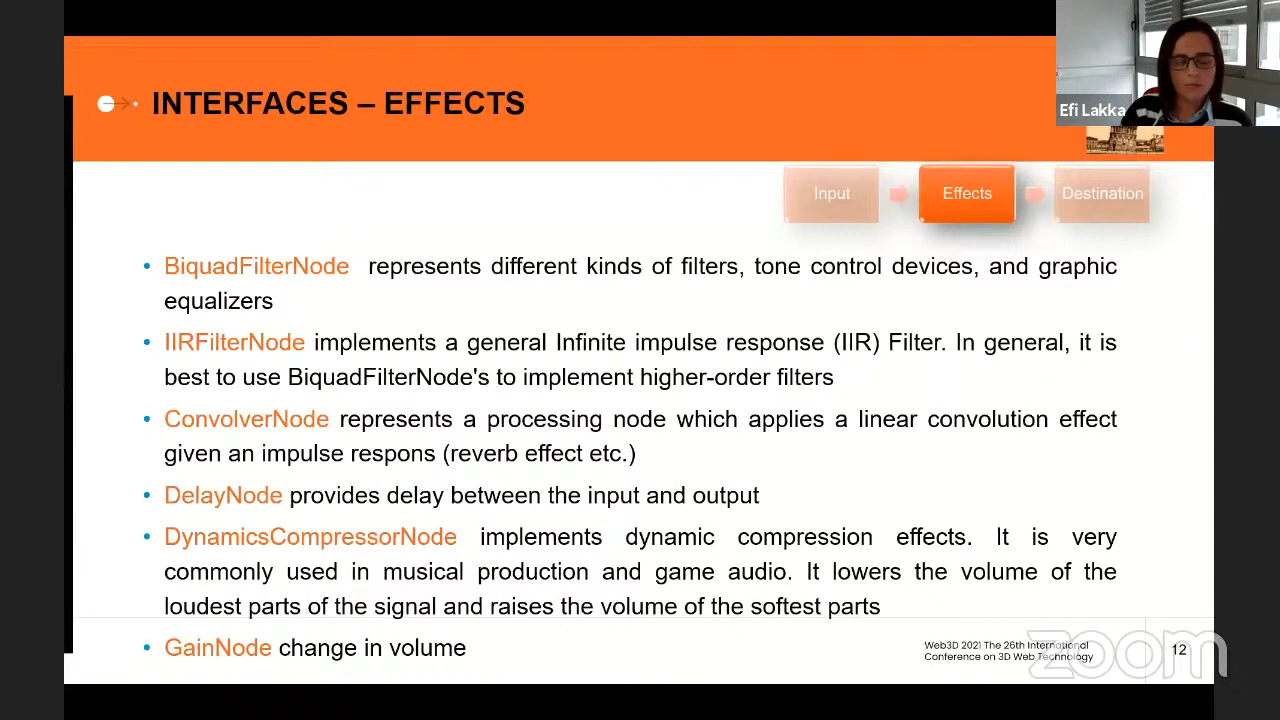 INTERFACES – EFFECTS
Efi Lakka
Input
Effects
Destination
• BiquadFilterNode represents different kinds of filters, tone control devices, and graphic
equalizers
• IIRFilterNode implements a general Infinite impulse response (IIR) Filter. In general, it is
best to use BiquadFilterNode's to implement higher-order filters
• ConvolverNode represents a processing node which applies a linear convolution effect
given an impulse respons (reverb effect etc.)
• DelayNode provides delay between the input and output
• DynamicsCompressorNode implements dynamic compression effects. It is very
commonly used in musical production and game audio. It lowers the volume of the
loudest parts of the signal and raises the volume of the softest parts
• GainNode change in volume
Web3D 2021 The 26th International
Conference on 3D Web Technology
zoom
12